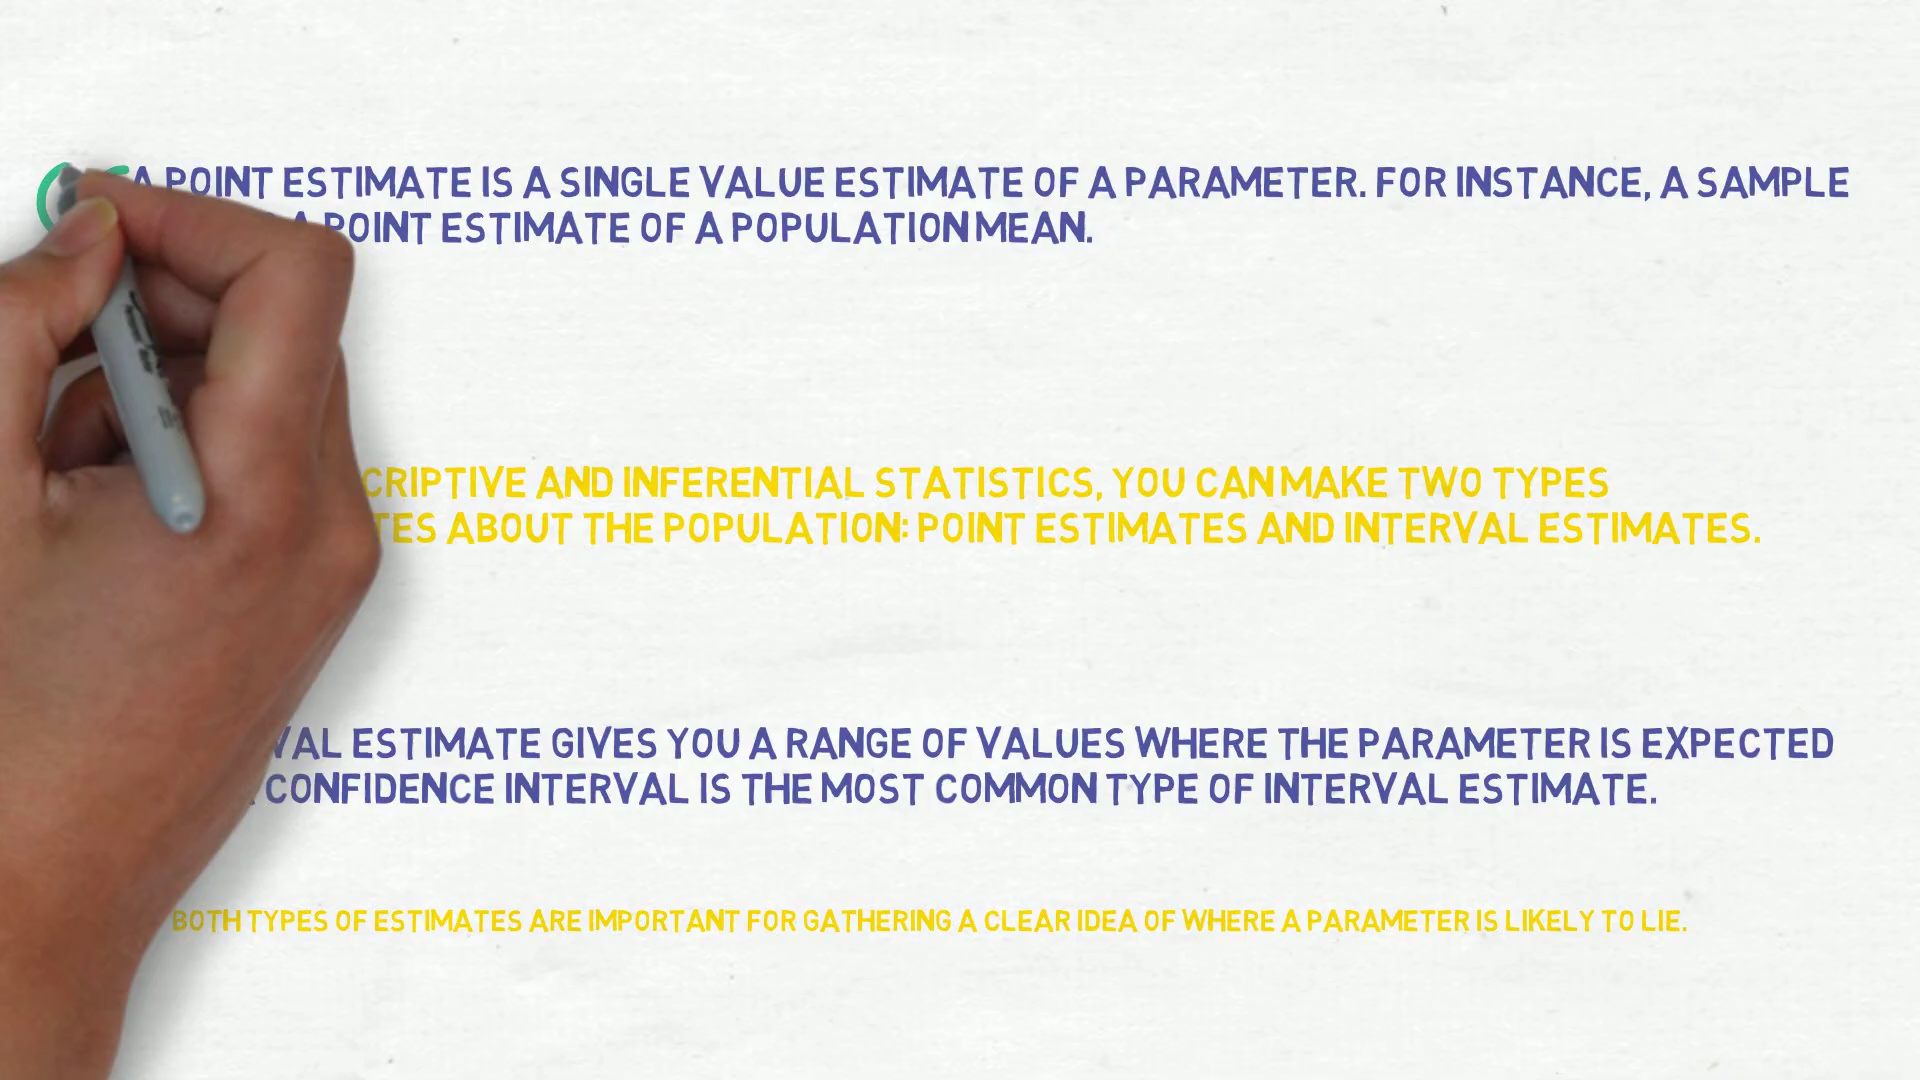 A POINT ESTIMATE IS A SINGLE VALUE ESTIMATE OF A PARAMETER. FOR INSTANCE, A SAMPLE
A POINT ESTIMATE OF A POPULATION MEAN.
AND INFERENTIAL STATISTICS, YOU CAN MAKE TWO TYPES
ABOUT THE POPULATION: POINT ESTIMATES AND INTERVAL ESTIMATES.
ESTIMATE GIVES YOU A RANGE OF VALUES WHERE THE PARAMETER IS EXPECTED
CONFIDENCE INTERVAL IS THE MOST COMMON TYPE OF INTERVAL ESTIMATE.
BOTH TYPES OF ESTIMATES ARE IMPORTANT FOR GATHERING A CLEAR IDEA OF WHERE A PARAMETER IS LIKELY TO LIE.